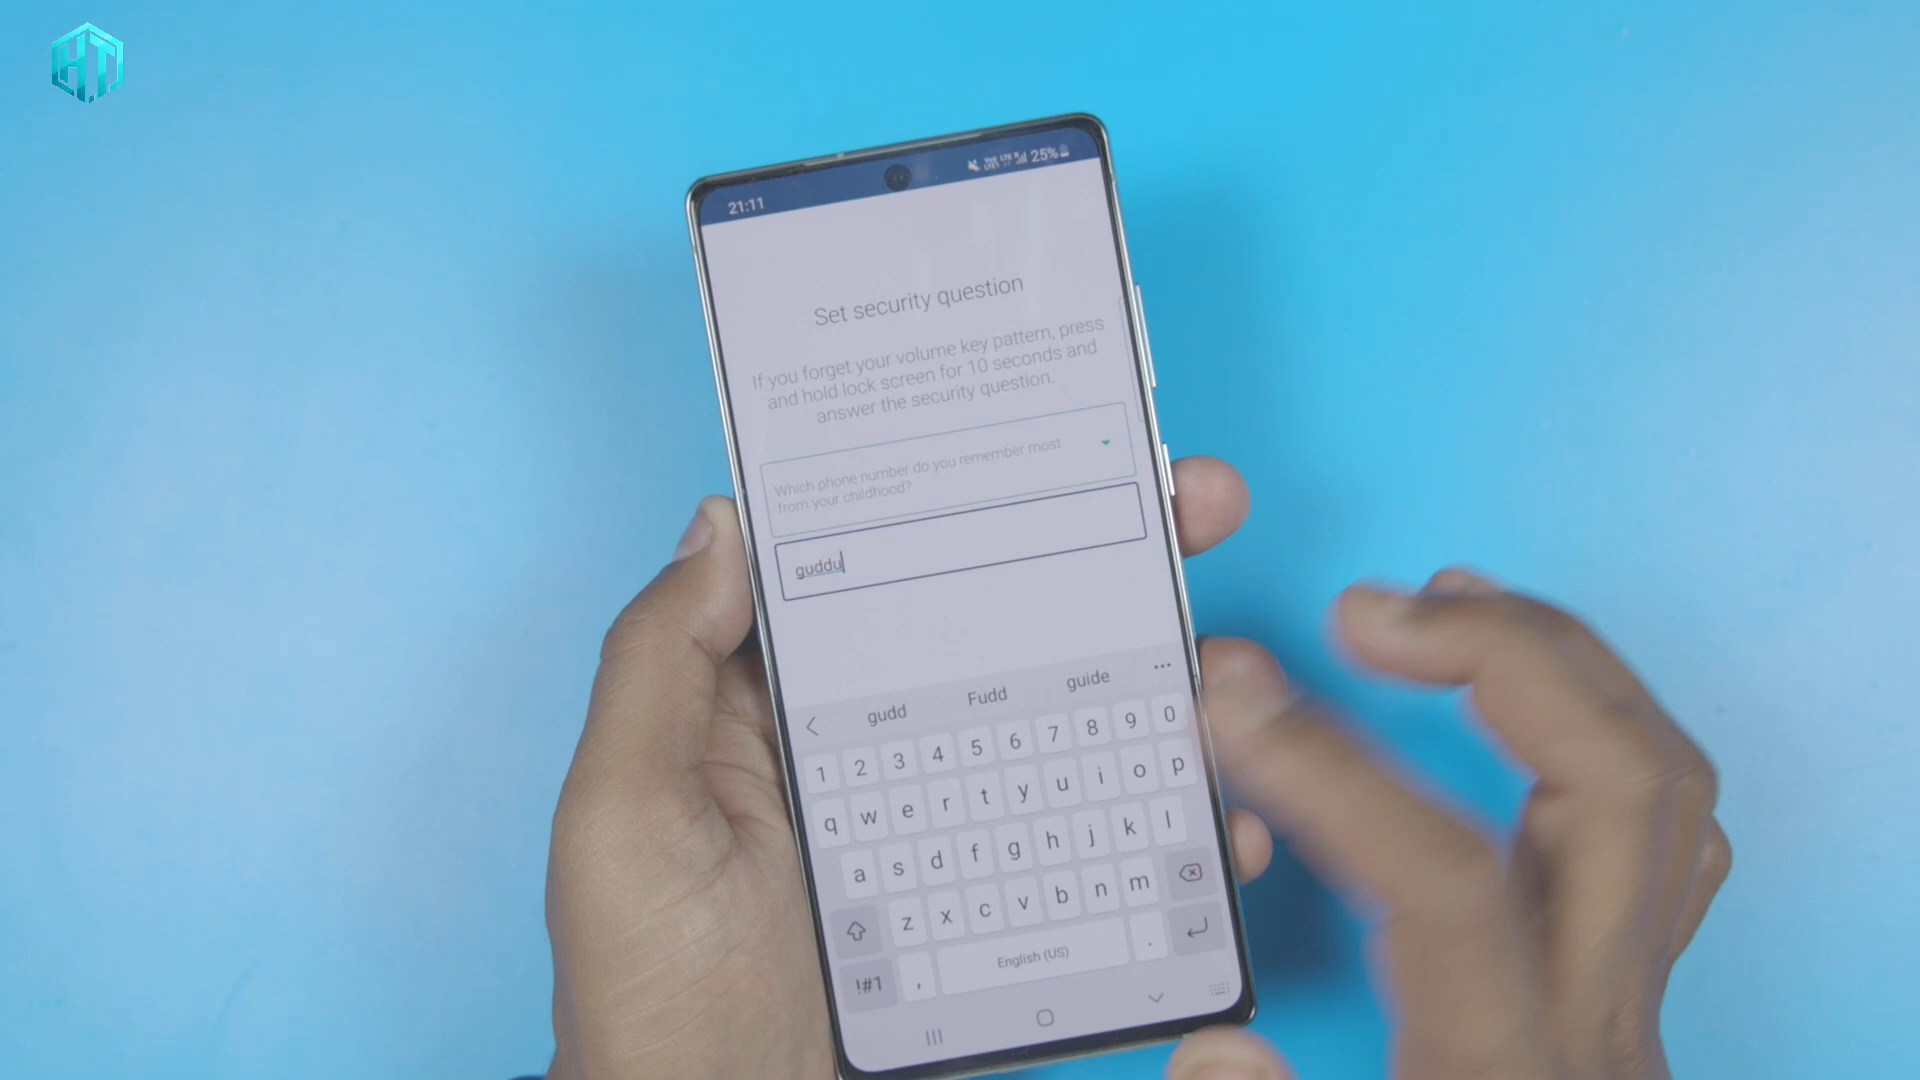 HT
21:11
25%
Set security question
If you forget your volume key pattern, press
and hold lock screen for 10 seconds and
answer the security question.
Which phone number do you remember most
from your childhood?
guddu
gudd Fudd guide
1 2 3 4 5 6 7 8 9 0
q w e r t y u i o p
a s d f g h j k l
z x c v b n m
!#1 , English (US) .